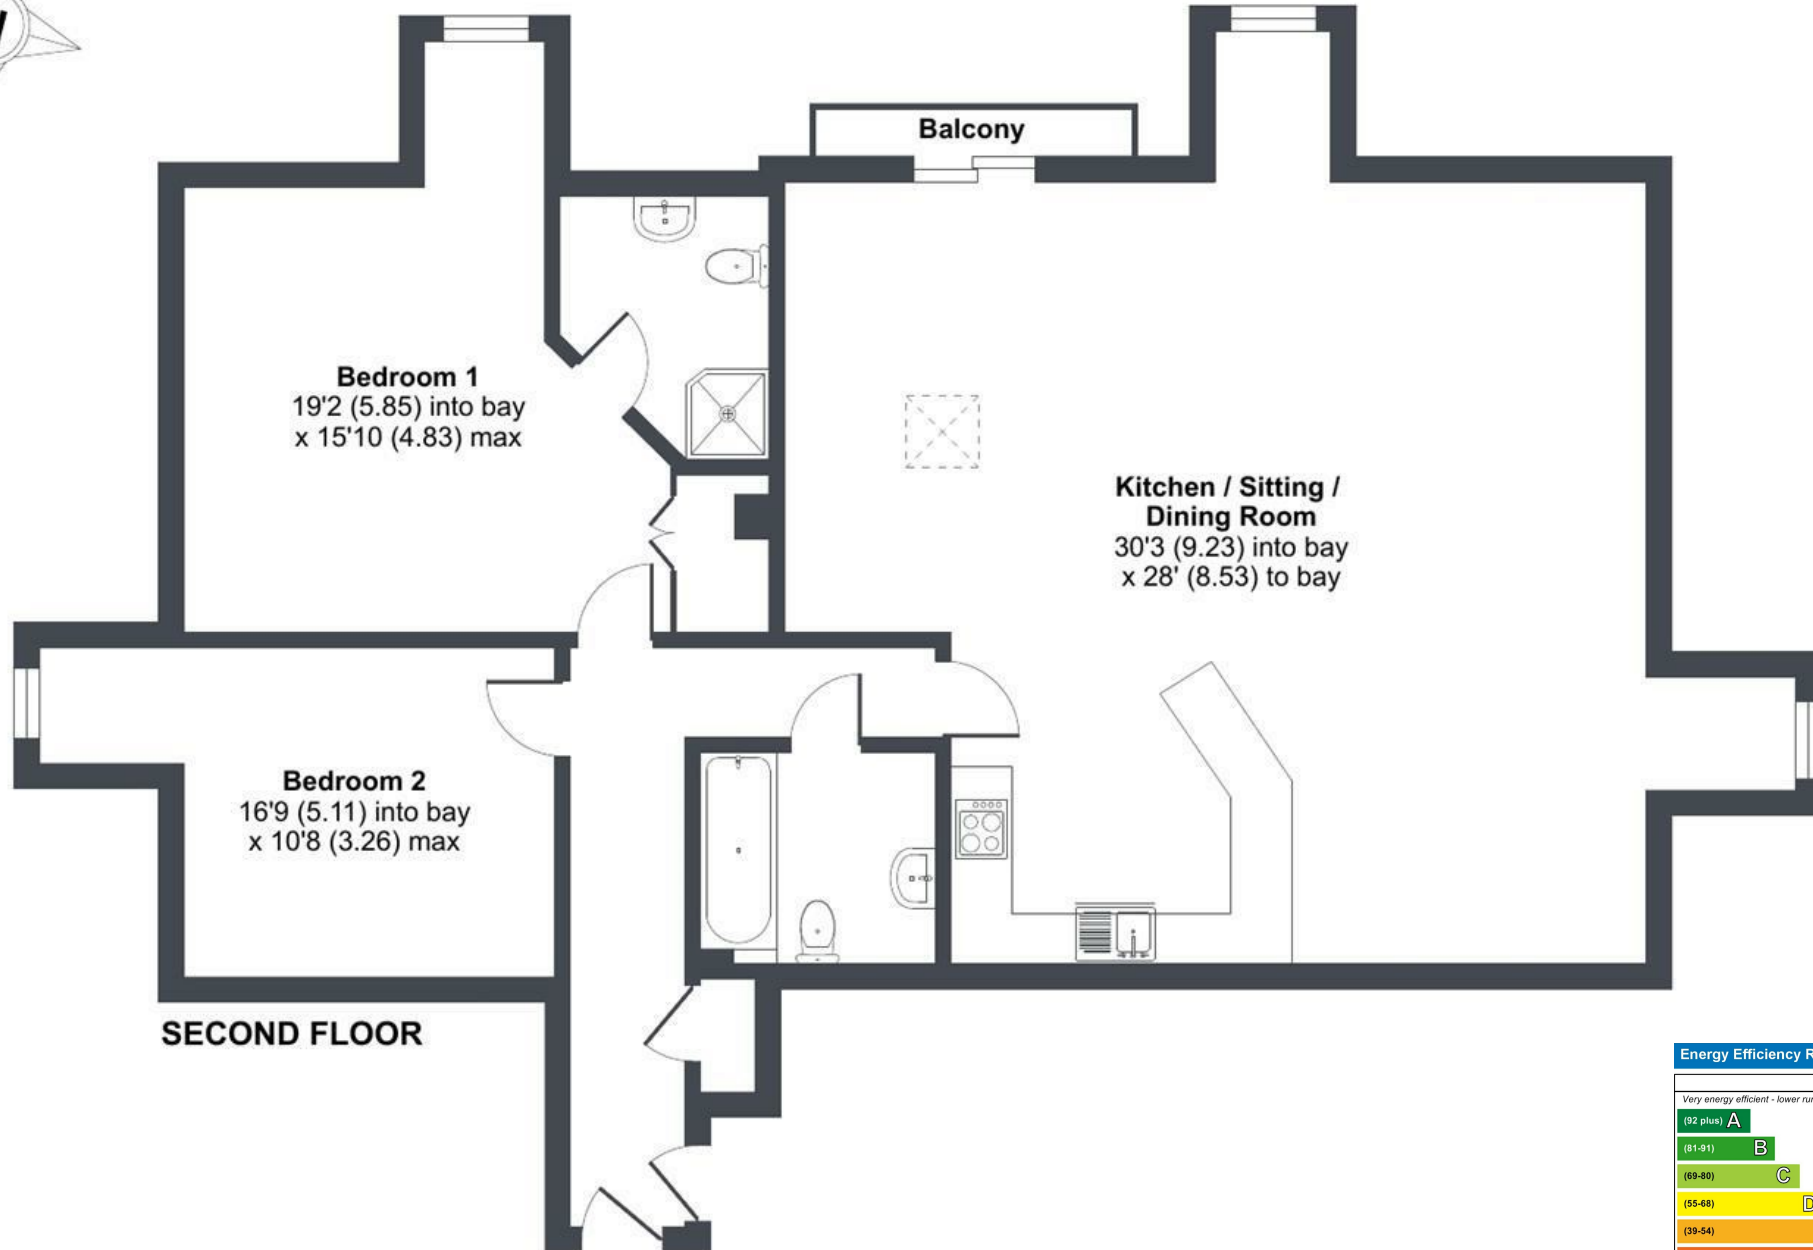 Balcony
Bedroom 1
19'2 (5.85) into bay
x 15'10 (4.83) max
Kitchen / Sitting /
Dining Room
30'3 (9.23) into bay
x 28' (8.53) to bay
Bedroom 2
16'9 (5.11) into bay
x 10'8 (3.26) max
SECOND FLOOR
Energy Efficiency
Very energy efficient - lower
(92 plus) A
(81-91) B
(69-80) C
(55-68) D
(39-54)